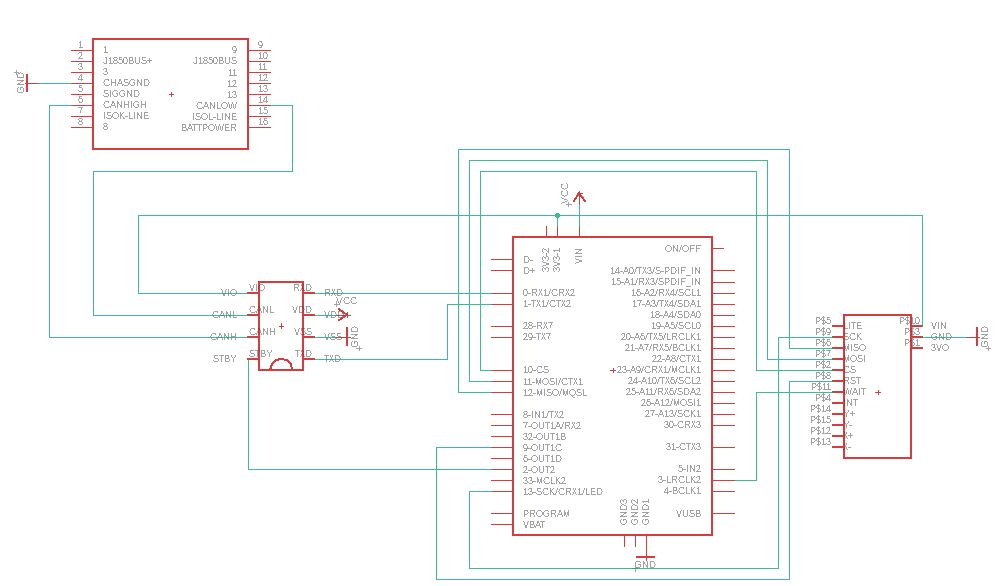 1 1 9 9
2 J1850BUS+ J1850BUS 10
3 3 11 11
4 CHASGND 12 12
5 SIGGND 13 13
6 CANHIGH CANLOW 14
7 ISOK-LINE ISOL-LINE 15
8 8 BATTPOWER 16
GND
VCC
3V3-2
3V3-1
VIN
ON/OFF
D-
D+
14-A0/TX3/S-PDIF_IN
15-A1/RX3/SPDIF_IN
0-RX1/CRX2 16-A2/RX4/SCL1
1-TX1/CTX2 17-A3/TX4/SDA1
18-A4/SDA0
28-RX7 19-A5/SCL0
29-TX7 20-A6/TX5/LRCLK1
21-A7/RX5/BCLK1
22-A8/CTX1
10-CS 23-A9/CRX1/MCLK1
11-MOSI/CTX1 24-A10/TX6/SCL2
12-MISO/MQSL 25-A11/RX6/SDA2
26-A12/MOSI1
8-IN1/TX2 27-A13/SCK1
7-OUT1A/RX2 30-CRX3
32-OUT1B
9-OUT1C 31-CTX3
6-OUT1D
2-OUT2 5-IN2
33-MCLK2 3-LRCLK2
13-SCK/CRX1/LED 4-BCLK1
PROGRAM VUSB
VBAT
GND3
GND2
GND1
GND
VIO VIO RXD RXD
VCC
CANL CANL VDD VDD
CANH CANH VSS VSS
GND
STBY STBY TXD TXD
P$5 LITE P$10 VIN
P$9 SCK P$3 GND
P$6 MISO P$1 3VO
P$7 MOSI
P$2 CS
P$8 RST
P$11 WAIT
P$4 INT
P$14 Y+
P$15 Y-
P$12 X+
P$13 X-
GND